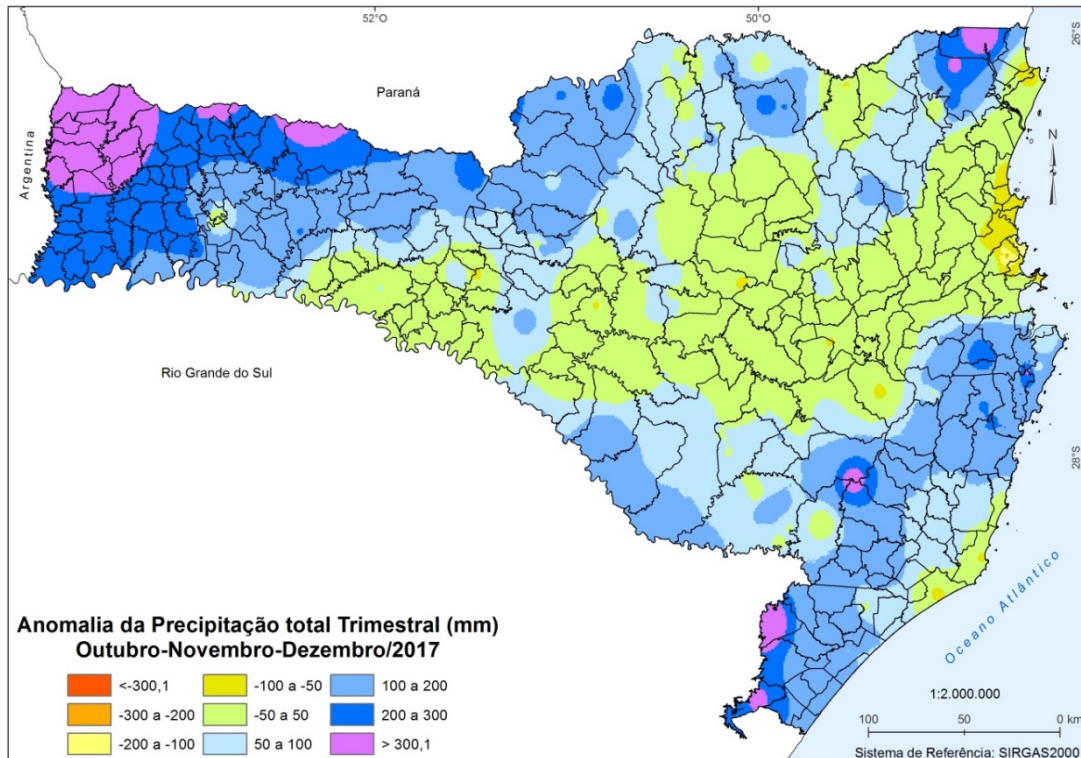 52°O
50°O
26°S
Paraná
Argentina
N
Rio Grande do Sul
28°S
Oceano Atlântico
Anomalia da Precipitação total Trimestral (mm)
Outubro-Novembro-Dezembro/2017
<-300,1
-100 a -50
100 a 200
-300 a -200
-50 a 50
200 a 300
-200 a -100
50 a 100
> 300,1
1:2.000.000
100 50 0 km
Sistema de Referência: SIRGAS2000